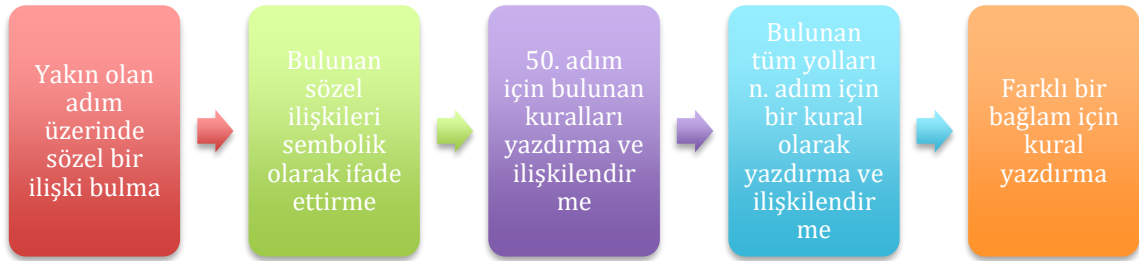 Yakın olan
adım
üzerinde
sözel bir
ilişki bulma
Bulunan
sözel
ilişkileri
sembolik
olarak ifade
ettirme
50. adım
için bulunan
kuralları
yazdırma ve
ilişkilendir
me
Bulunan
tüm yolları
n. adım için
bir kural
olarak
yazdırma ve
ilişkilendir
me
Farklı bir
bağlam için
kural
yazdırma